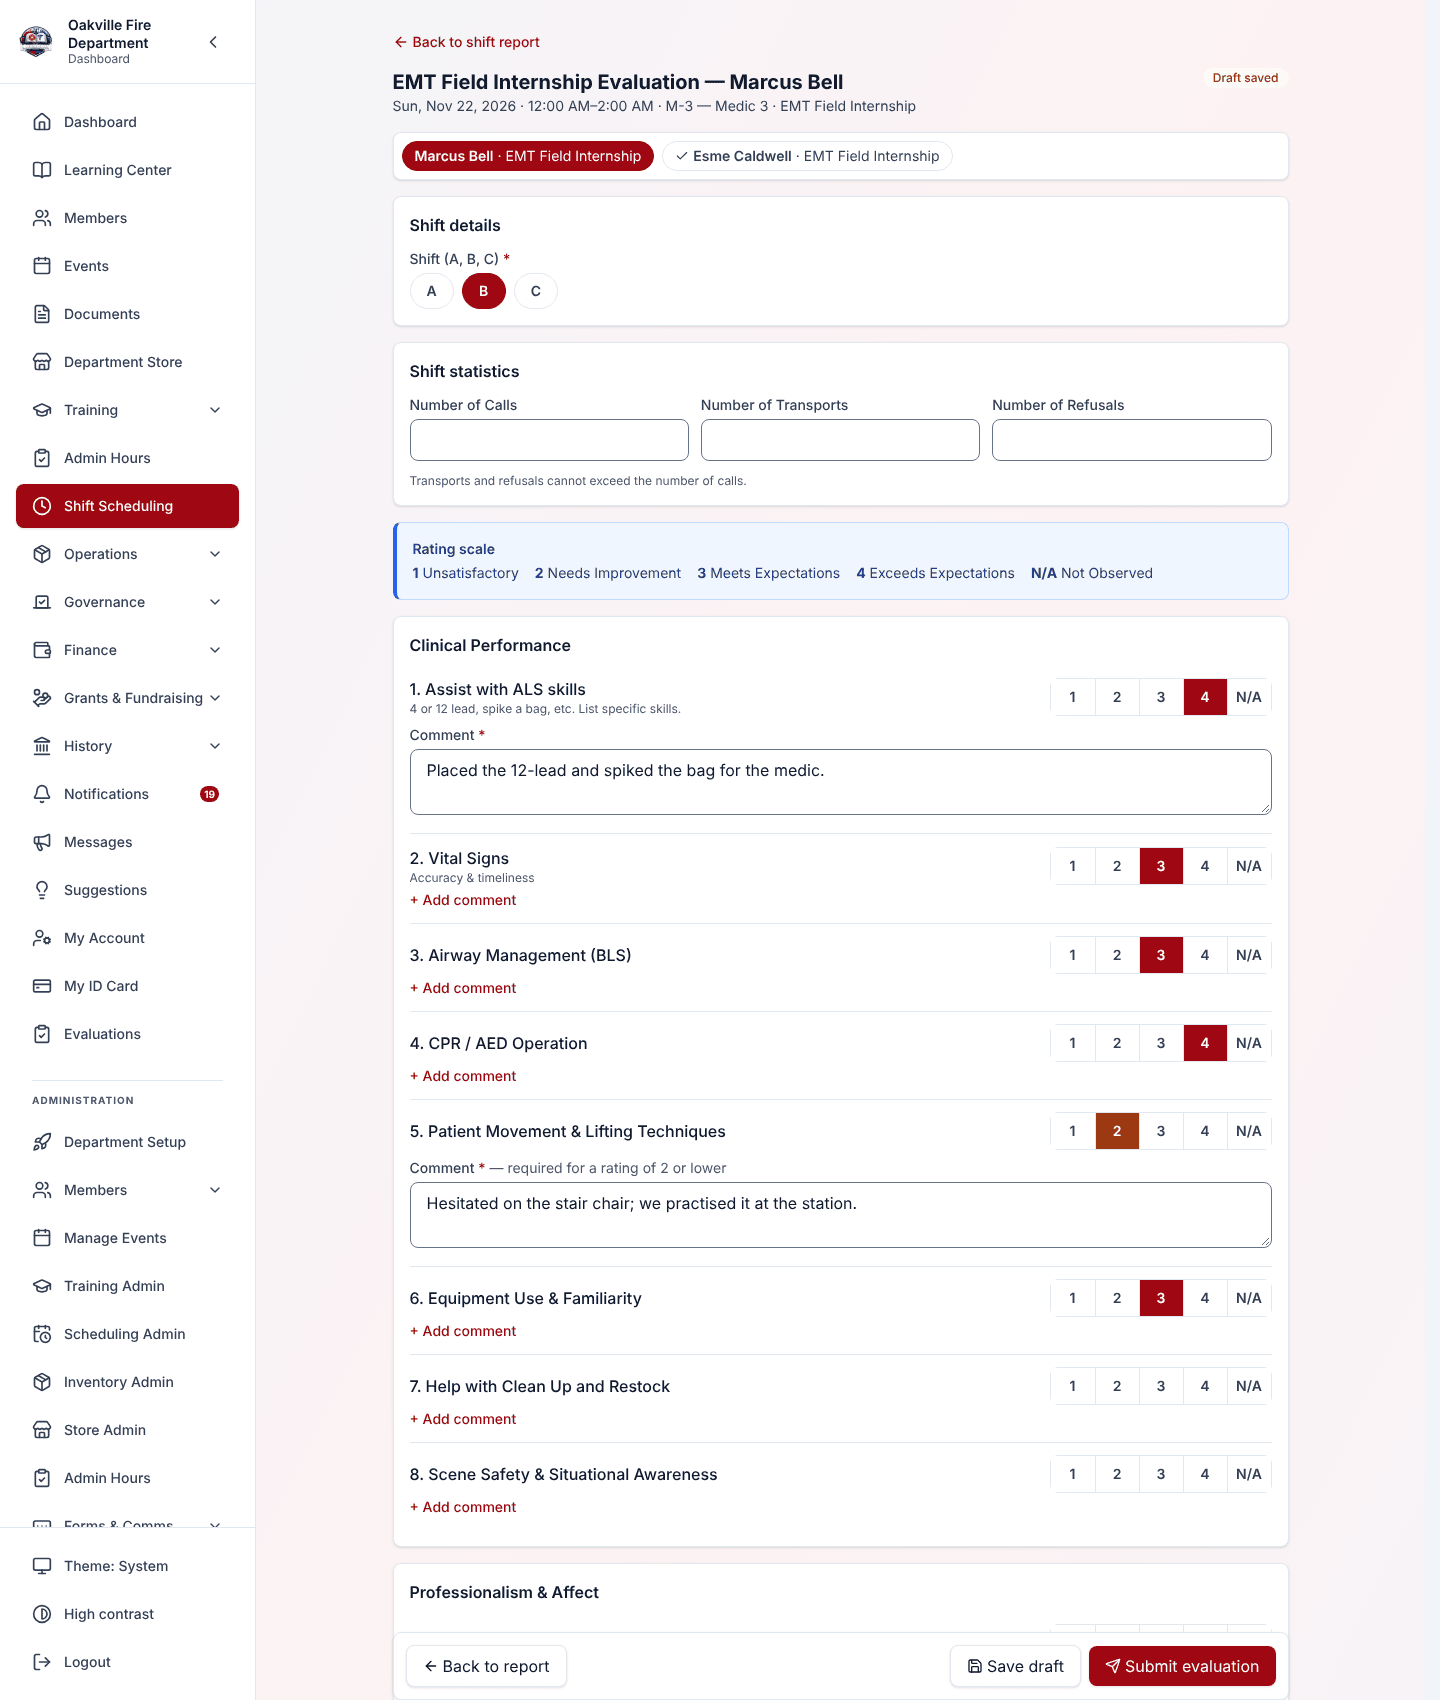 Oakville Fire
Department
Dashboard
Dashboard
Learning Center
Members
Events
Documents
Department Store
Training
Admin Hours
Shift Scheduling
Operations
Governance
Finance
Grants & Fundraising
History
Notifications 19
Messages
Suggestions
My Account
My ID Card
Evaluations
ADMINISTRATION
Department Setup
Members
Manage Events
Training Admin
Scheduling Admin
Inventory Admin
Store Admin
Admin Hours
Forms & Comms
Theme: System
High contrast
Logout
← Back to shift report
EMT Field Internship Evaluation — Marcus Bell
Draft saved
Sun, Nov 22, 2026 · 12:00 AM–2:00 AM · M-3 — Medic 3 · EMT Field Internship
Marcus Bell · EMT Field Internship
✓ Esme Caldwell · EMT Field Internship
Shift details
Shift (A, B, C) *
A B C
Shift statistics
Number of Calls Number of Transports Number of Refusals
Transports and refusals cannot exceed the number of calls.
Rating scale
1 Unsatisfactory 2 Needs Improvement 3 Meets Expectations 4 Exceeds Expectations N/A Not Observed
Clinical Performance
1. Assist with ALS skills 1 2 3 4 N/A
4 or 12 lead, spike a bag, etc. List specific skills.
Comment *
Placed the 12-lead and spiked the bag for the medic.
2. Vital Signs 1 2 3 4 N/A
Accuracy & timeliness
+ Add comment
3. Airway Management (BLS) 1 2 3 4 N/A
+ Add comment
4. CPR / AED Operation 1 2 3 4 N/A
+ Add comment
5. Patient Movement & Lifting Techniques 1 2 3 4 N/A
Comment * — required for a rating of 2 or lower
Hesitated on the stair chair; we practised it at the station.
6. Equipment Use & Familiarity 1 2 3 4 N/A
+ Add comment
7. Help with Clean Up and Restock 1 2 3 4 N/A
+ Add comment
8. Scene Safety & Situational Awareness 1 2 3 4 N/A
+ Add comment
Professionalism & Affect
← Back to report
Save draft
Submit evaluation